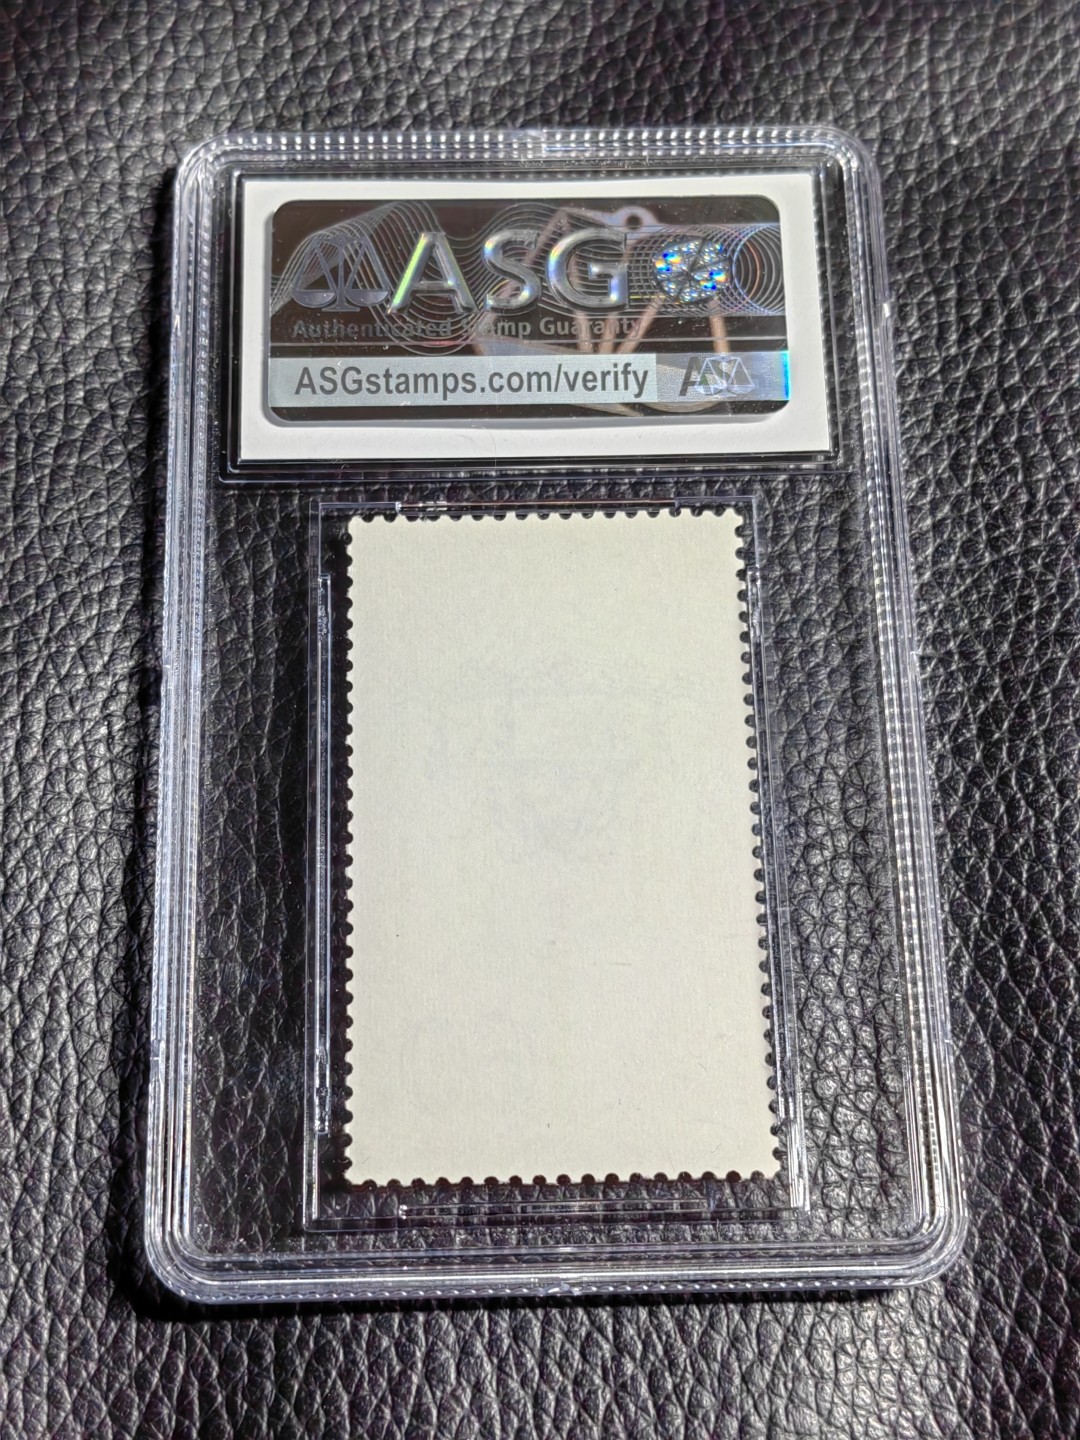 ASG
Authenticated Stamp Guaranty
ASGstamps.com/verify